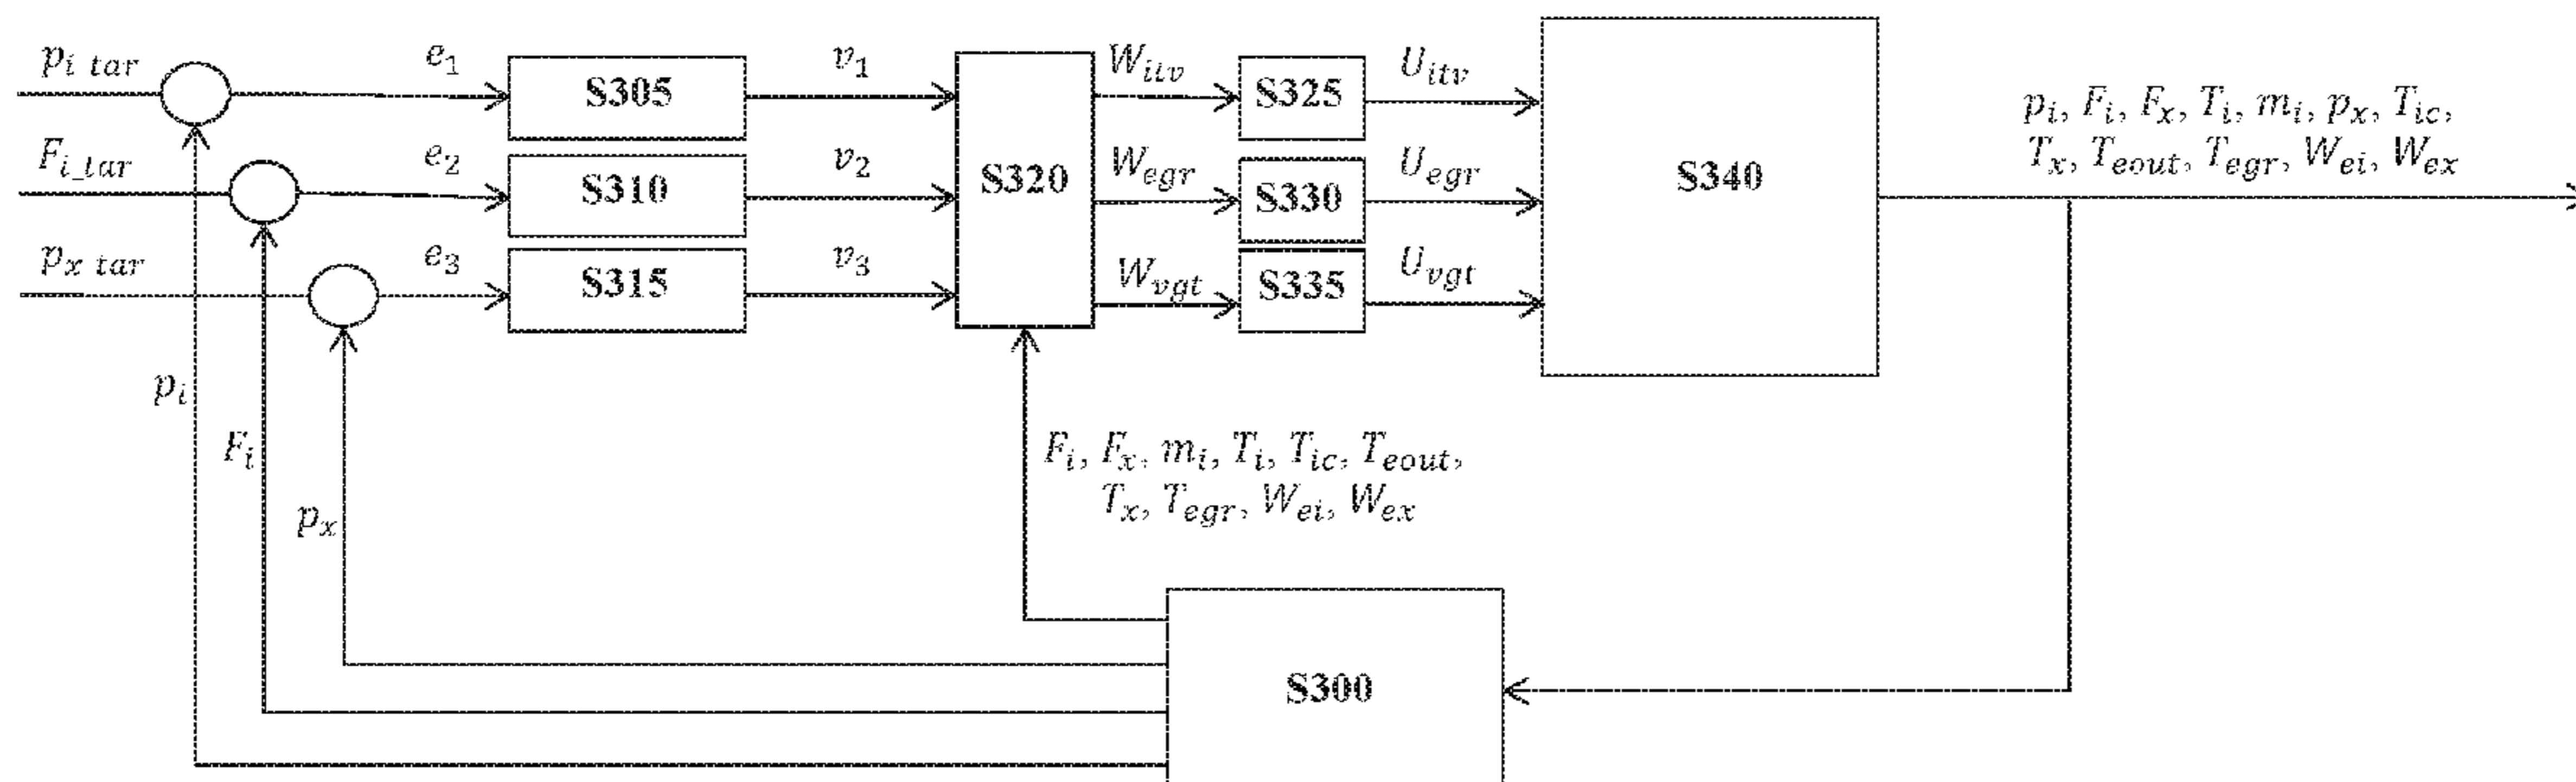 p_i tar
e_1
S305
v_1
W_itv
S325
U_itv
F_i_tar
e_2
S310
v_2
S320
W_egr
S330
U_egr
S340
p_x tar
e_3
S315
v_3
W_vgt
S335
U_vgt
p_i, F_i, F_x, T_i, m_i, p_x, T_ic,
T_x, T_eout, T_egr, W_ei, W_ex
p_i
F_i
p_x
F_i, F_x, m_i, T_i, T_ic, T_eout,
T_x, T_egr, W_ei, W_ex
S300